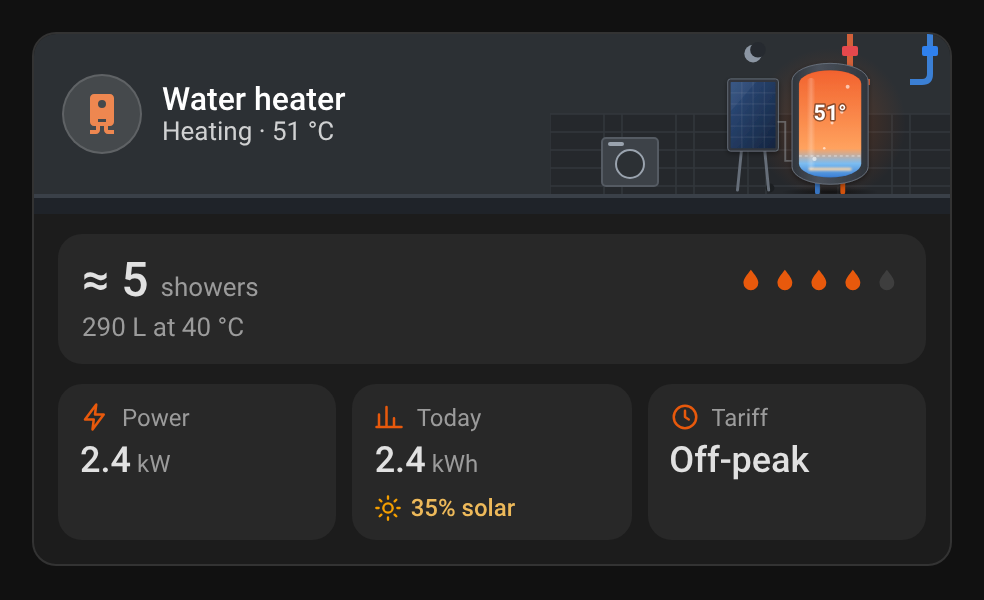 Water heater
Heating · 51 °C
51°
≈ 5 showers
290 L at 40 °C
Power
2.4 kW
Today
2.4 kWh
35% solar
Tariff
Off-peak